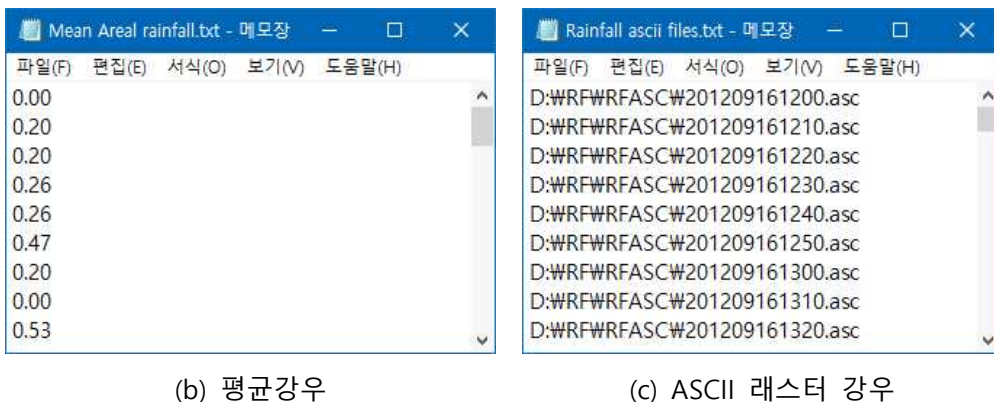 Mean Areal rainfall.txt - 메모장
파일(F) 편집(E) 서식(O) 보기(V) 도움말(H)
0.00
0.20
0.20
0.26
0.26
0.47
0.20
0.00
0.53
(b) 평균강우
Rainfall ascii files.txt - 메모장
파일(F) 편집(E) 서식(O) 보기(V) 도움말(H)
D:₩RF₩RFASC₩201209161200.asc
D:₩RF₩RFASC₩201209161210.asc
D:₩RF₩RFASC₩201209161220.asc
D:₩RF₩RFASC₩201209161230.asc
D:₩RF₩RFASC₩201209161240.asc
D:₩RF₩RFASC₩201209161250.asc
D:₩RF₩RFASC₩201209161300.asc
D:₩RF₩RFASC₩201209161310.asc
D:₩RF₩RFASC₩201209161320.asc
(c) ASCII 래스터 강우